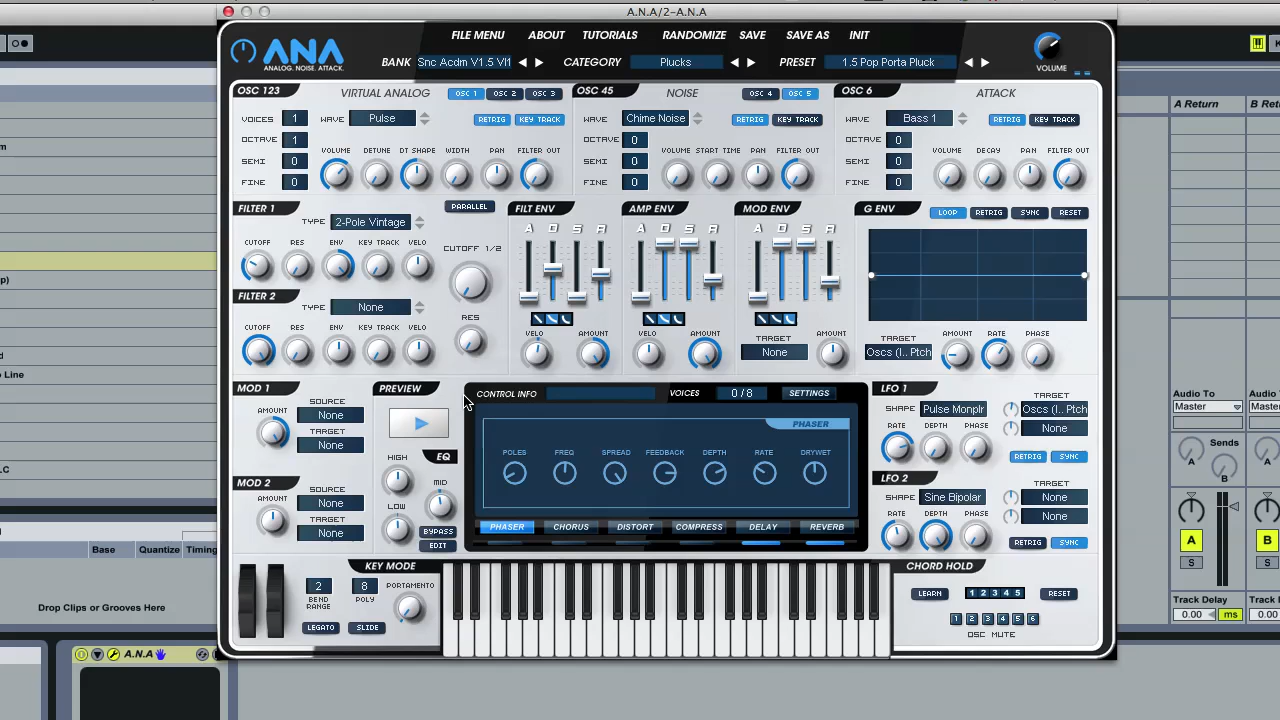 A.N.A/2-A.N.A
FILE MENU ABOUT TUTORIALS RANDOMIZE SAVE SAVE AS INIT
ANA
ANALOG. NOISE. ATTACK.
BANK Snc Acdm V1.5 Vl1 CATEGORY Plucks PRESET 1.5 Pop Porta Pluck VOLUME
OSC 123 VIRTUAL ANALOG OSC 1 OSC 2 OSC 3 OSC 45 NOISE OSC 4 OSC 5 OSC 6 ATTACK
A Return B Ret
VOICES 1 WAVE Pulse RETRIG KEY TRACK WAVE Chime Noise RETRIG KEY TRACK WAVE Bass 1 RETRIG KEY TRACK
OCTAVE 1 OCTAVE 0 OCTAVE 0
VOLUME DETUNE DT SHAPE WIDTH PAN FILTER OUT VOLUME START TIME PAN FILTER OUT VOLUME DECAY PAN FILTER OUT
SEMI 0 SEMI 0 SEMI 0
FINE 0 FINE 0 FINE 0
FILTER 1 PARALLEL FILT ENV AMP ENV MOD ENV G ENV LOOP RETRIG SYNC RESET
TYPE 2-Pole Vintage A D S R A D S R A D S R
CUTOFF RES ENV KEY TRACK VELO CUTOFF 1/2
FILTER 2
TYPE None
RES
CUTOFF RES ENV KEY TRACK VELO VELO AMOUNT VELO AMOUNT TARGET AMOUNT TARGET AMOUNT RATE PHASE
None Oscs (I.. Ptch
MOD 1 PREVIEW CONTROL INFO VOICES 0 / 8 SETTINGS LFO 1
SOURCE
None
AMOUNT
TARGET
None
PHASER
POLES FREQ SPREAD FEEDBACK DEPTH RATE DRYWET
SHAPE Pulse Monplr TARGET Oscs (I.. Ptch
RATE DEPTH PHASE None
RETRIG SYNC
HIGH EQ
MID
LOW
BYPASS
EDIT
MOD 2
SOURCE
None
AMOUNT
TARGET
None
LFO 2
SHAPE Sine Bipolar TARGET None
RATE DEPTH PHASE None
RETRIG SYNC
PHASER CHORUS DISTORT COMPRESS DELAY REVERB
KEY MODE CHORD HOLD
2 8 PORTAMENTO
BEND RANGE POLY
LEGATO SLIDE
LEARN 1 2 3 4 5 RESET
1 2 3 4 5 6
OSC MUTE
Audio To Audio To
Master Master
Sends
A B A
A B
S S
Track Delay Track
0.00 ms 0.00
p)
o Line
LC
Base Quantize Timing
Drop Clips or Grooves Here
A.N.A